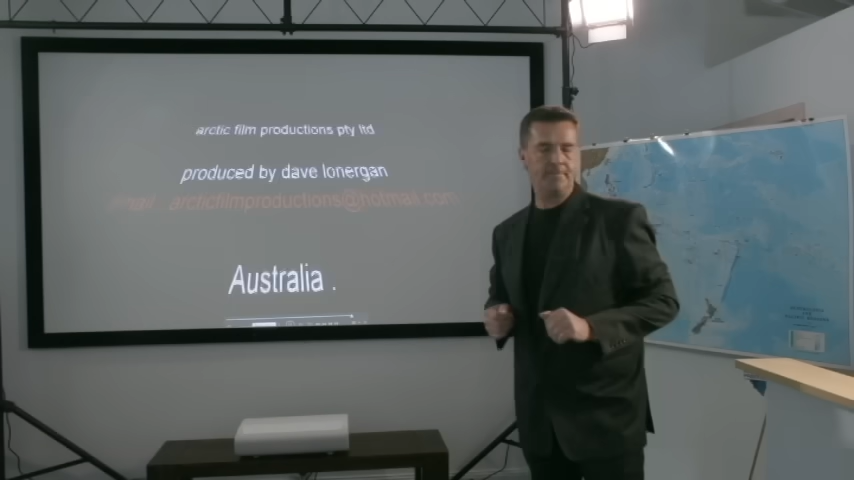 arctic film productions pty ltd
produced by dave lonergan
arcticfilmproductions@hotmail.com
Australia .